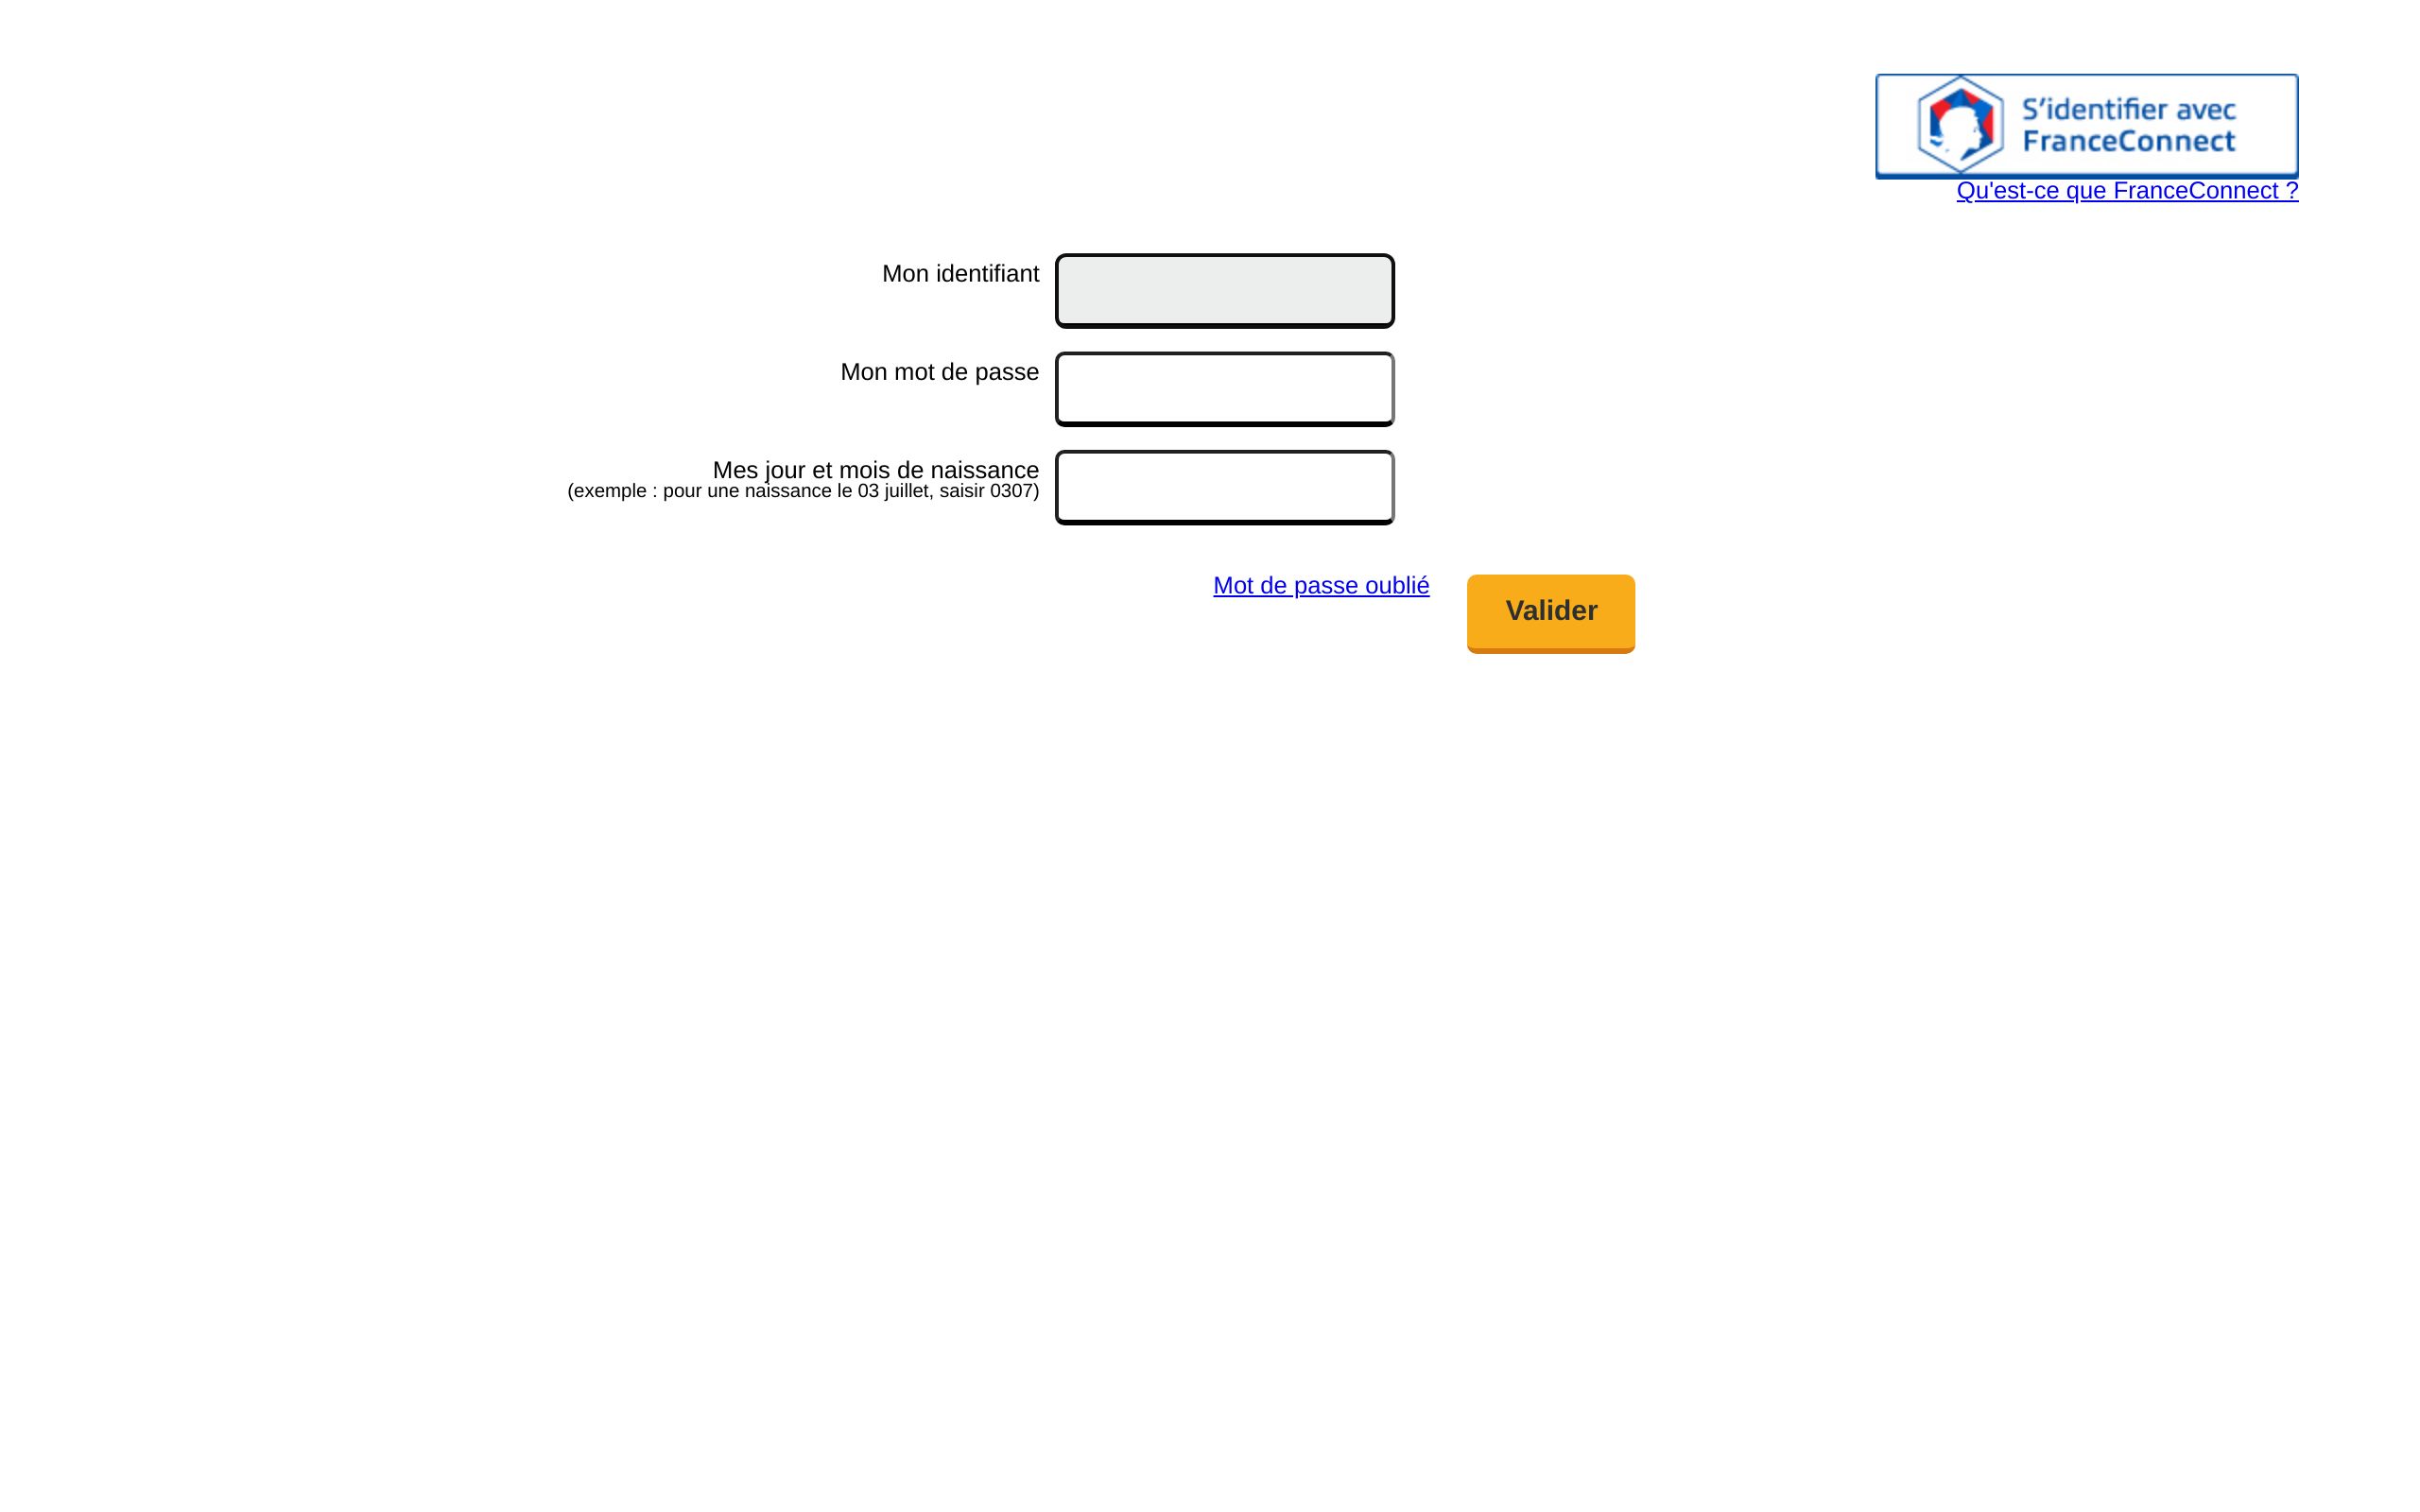 S'identifier avec
FranceConnect
Qu'est-ce que FranceConnect ?
Mon identifiant
Mon mot de passe
Mes jour et mois de naissance
(exemple : pour une naissance le 03 juillet, saisir 0307)
Mot de passe oublié
Valider